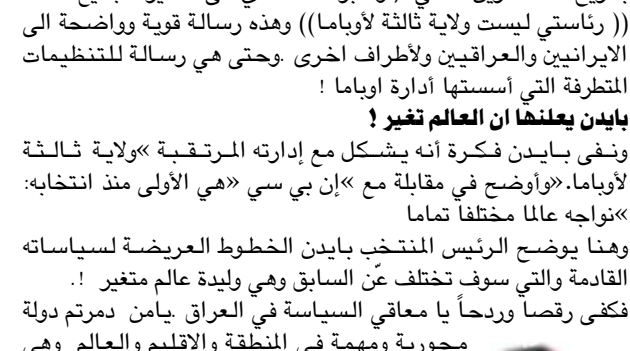 (( رئاستي ليست ولاية ثالثة لأوباما)) وهذه رسالة قوية وواضحة الى
الايرانيين والعراقيين ولأطراف اخرى .وحتى هي رسالة للتنظيمات
المتطرفة التي أسستها أدارة اوباما !
بايدن يعلنها ان العالم تغير !
ونفى بايدن فكرة أنه يشكل مع إدارته المرتقبة »ولاية ثالثة
لأوباما.«وأوضح في مقابلة مع »إن بي سي «هي الأولى منذ انتخابه:
»نواجه عالما مختلفا تماما
وهنا يوضح الرئيس المنتخب بايدن الخطوط العريضة لسياساته
القادمة والتي سوف تختلف عّن السابق وهي وليدة عالم متغير !.
فكفى رقصا وردحاً يا معاقي السياسة في العراق .يامن دمرتم دولة
محورية ومهمة في المنطقة والاقليم والعالم وهي